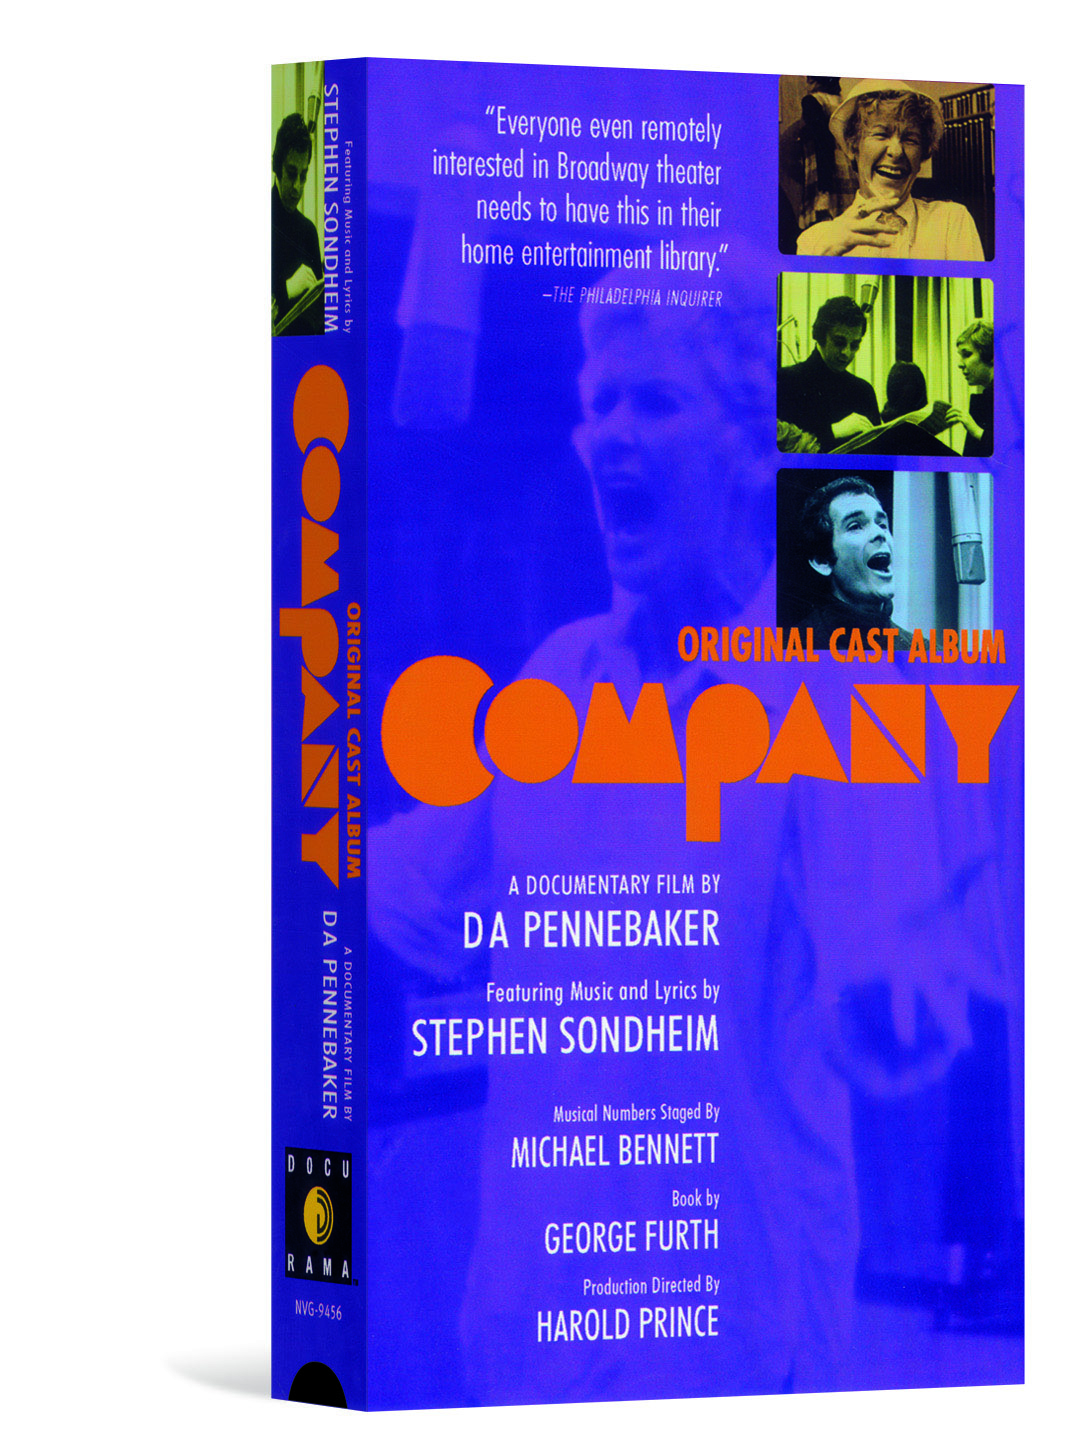 Featuring Music and Lyrics by
STEPHEN SONDHEIM
COMPANY
ORIGINAL CAST ALBUM
A DOCUMENTARY FILM BY
DA PENNEBAKER
DOCU
RAMA
NVG-9456
“Everyone even remotely
interested in Broadway theater
needs to have this in their
home entertainment library.”
–THE PHILADELPHIA INQUIRER
ORIGINAL CAST ALBUM
COMPANY
A DOCUMENTARY FILM BY
DA PENNEBAKER
Featuring Music and Lyrics by
STEPHEN SONDHEIM
Musical Numbers Staged By
MICHAEL BENNETT
Book by
GEORGE FURTH
Production Directed By
HAROLD PRINCE